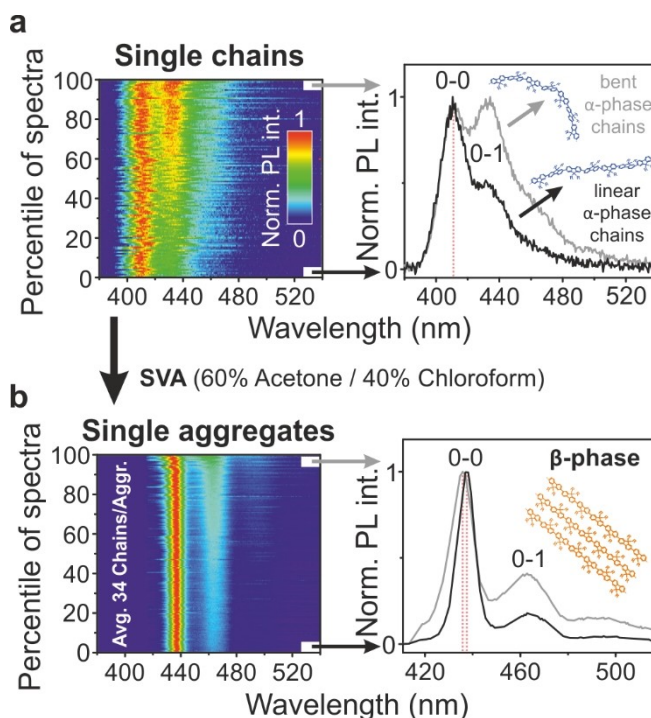 a
Single chains
Percentile of spectra
100
80
60
40
20
0
Norm. PL int.
1
0
400
440
480
520
Wavelength (nm)
Norm. PL int.
1
0
0-0
0-1
bent
α-phase
chains
linear
α-phase
chains
400
440
480
520
Wavelength (nm)
SVA (60% Acetone / 40% Chloroform)
b
Single aggregates
Percentile of spectra
100
80
60
40
20
0
Avg. 34 Chains/Aggr.
400
440
480
520
Wavelength (nm)
Norm. PL int.
1
0
0-0
β-phase
0-1
420
460
500
Wavelength (nm)